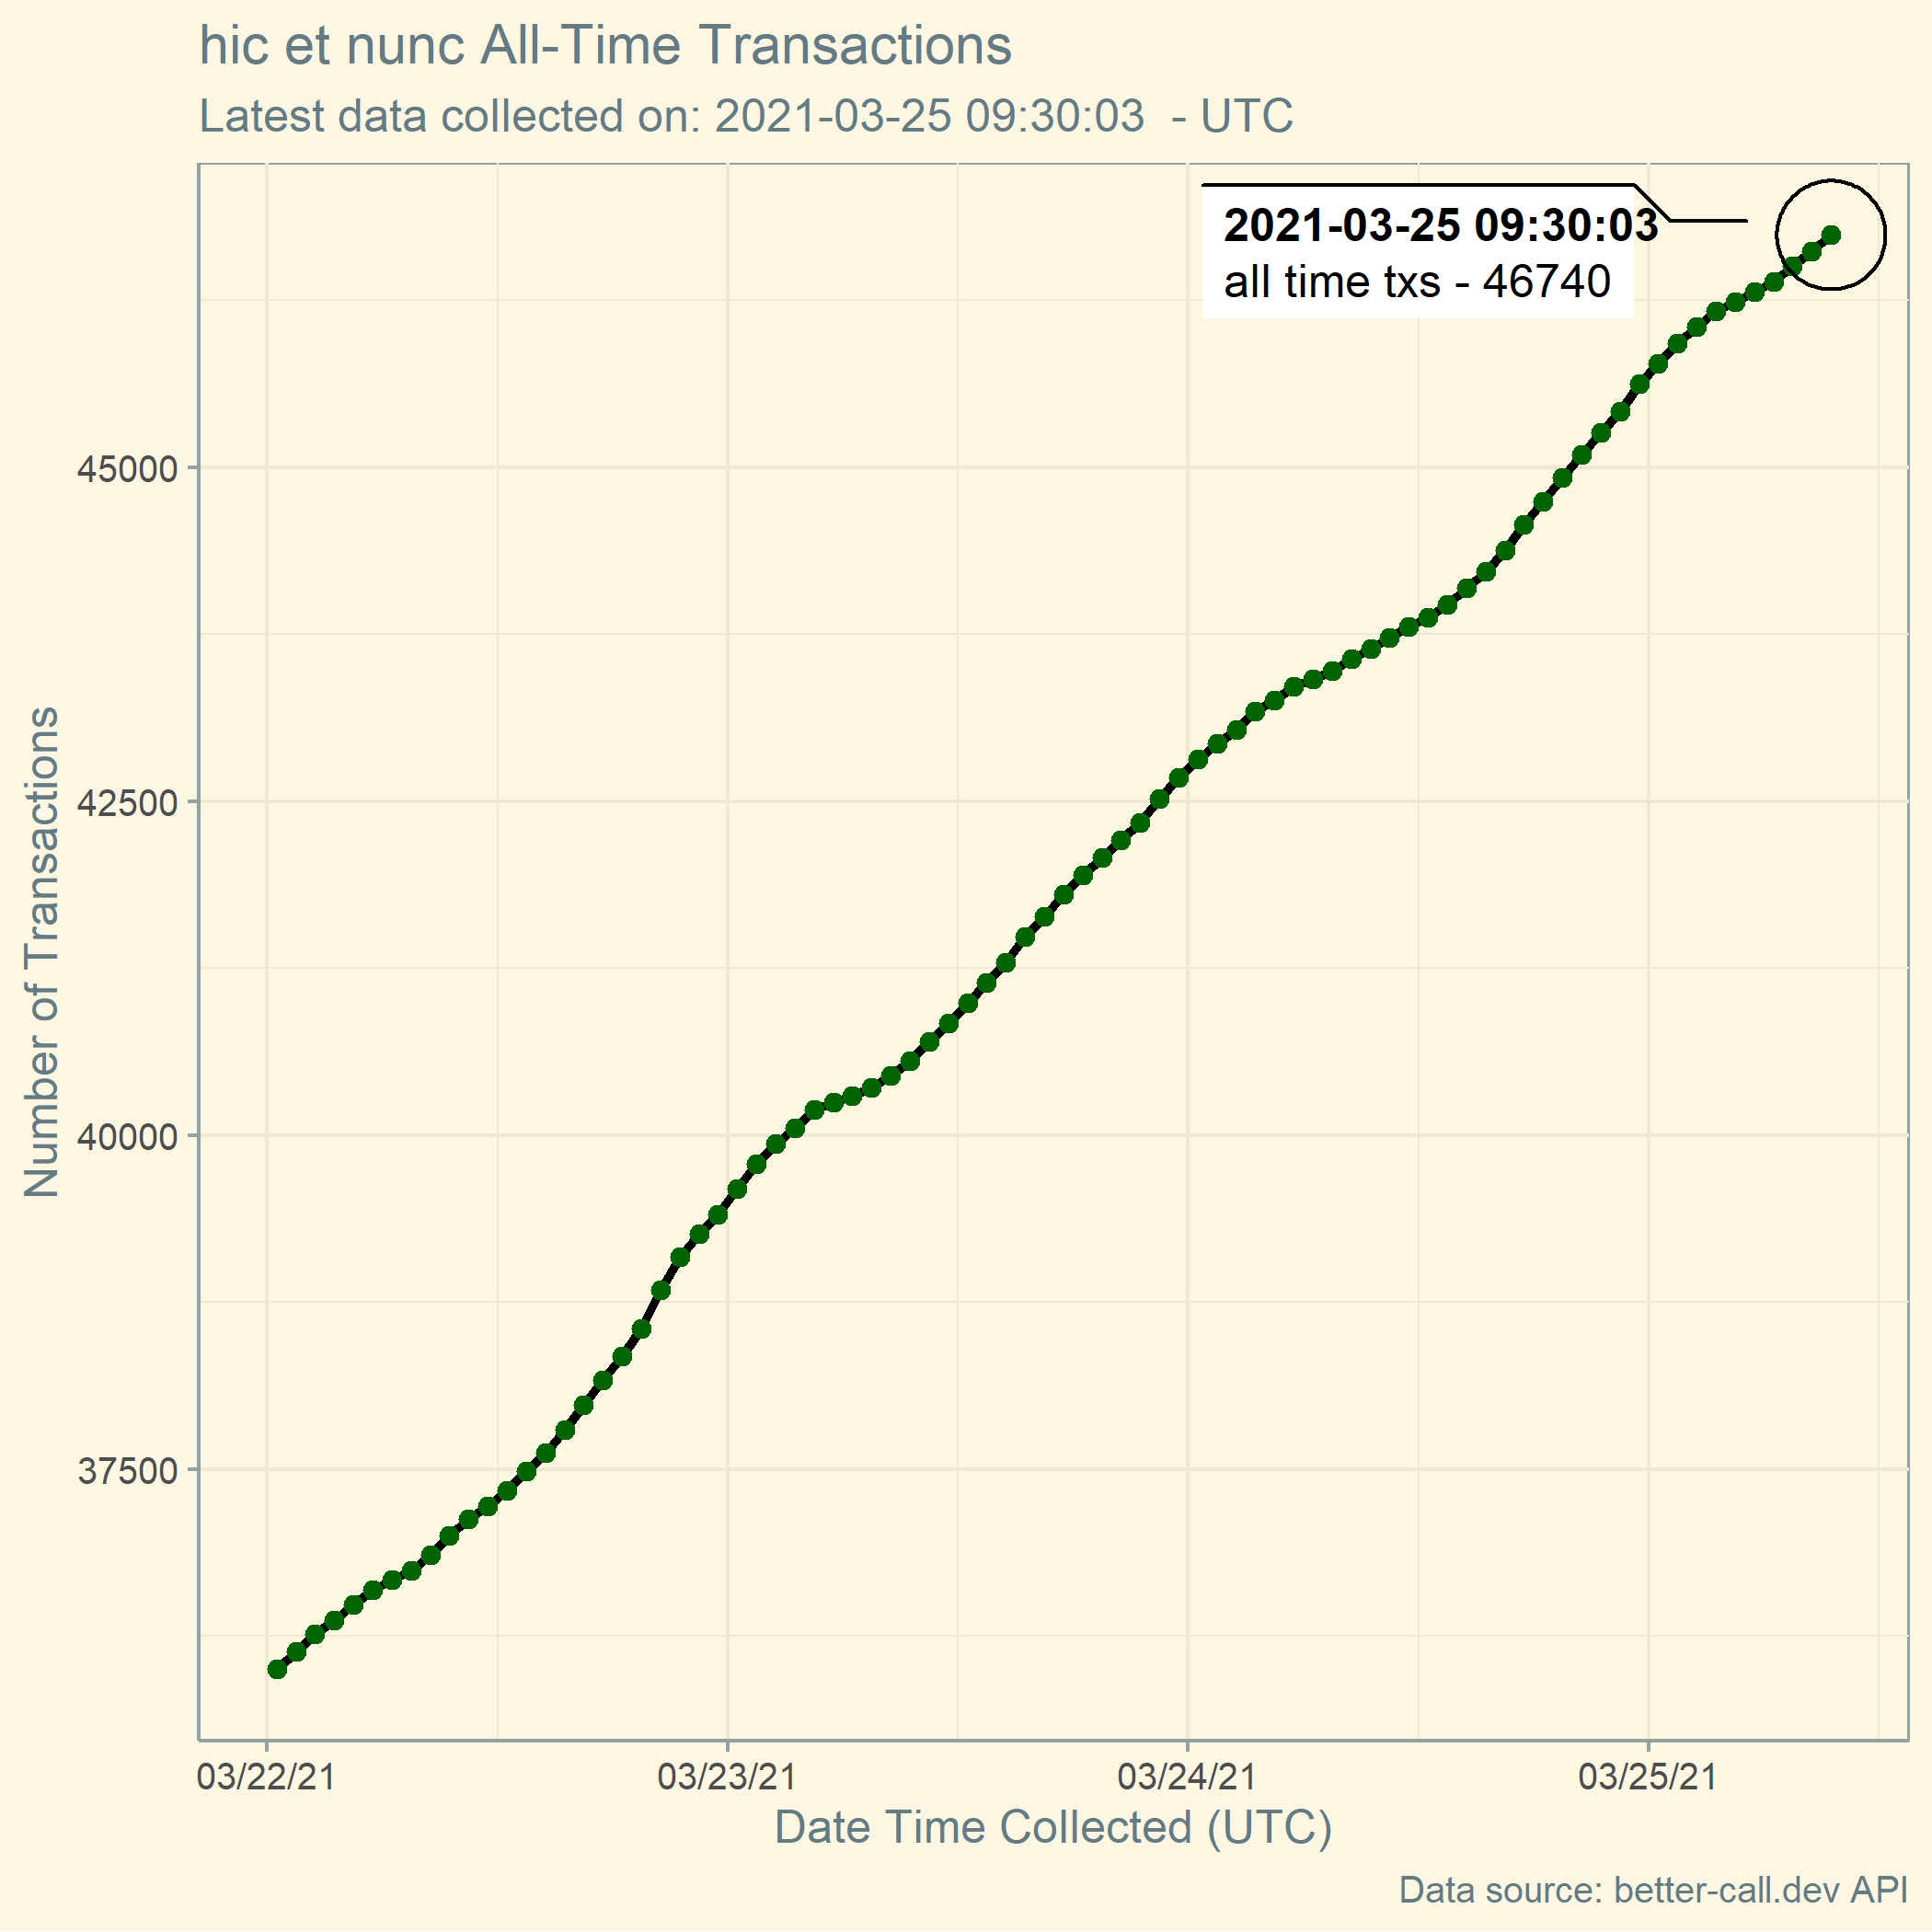 hic et nunc All-Time Transactions
Latest data collected on: 2021-03-25 09:30:03  - UTC
2021-03-25 09:30:03
all time txs - 46740
Number of Transactions
45000
42500
40000
37500
03/22/21
03/23/21
03/24/21
03/25/21
Date Time Collected (UTC)
Data source: better-call.dev API